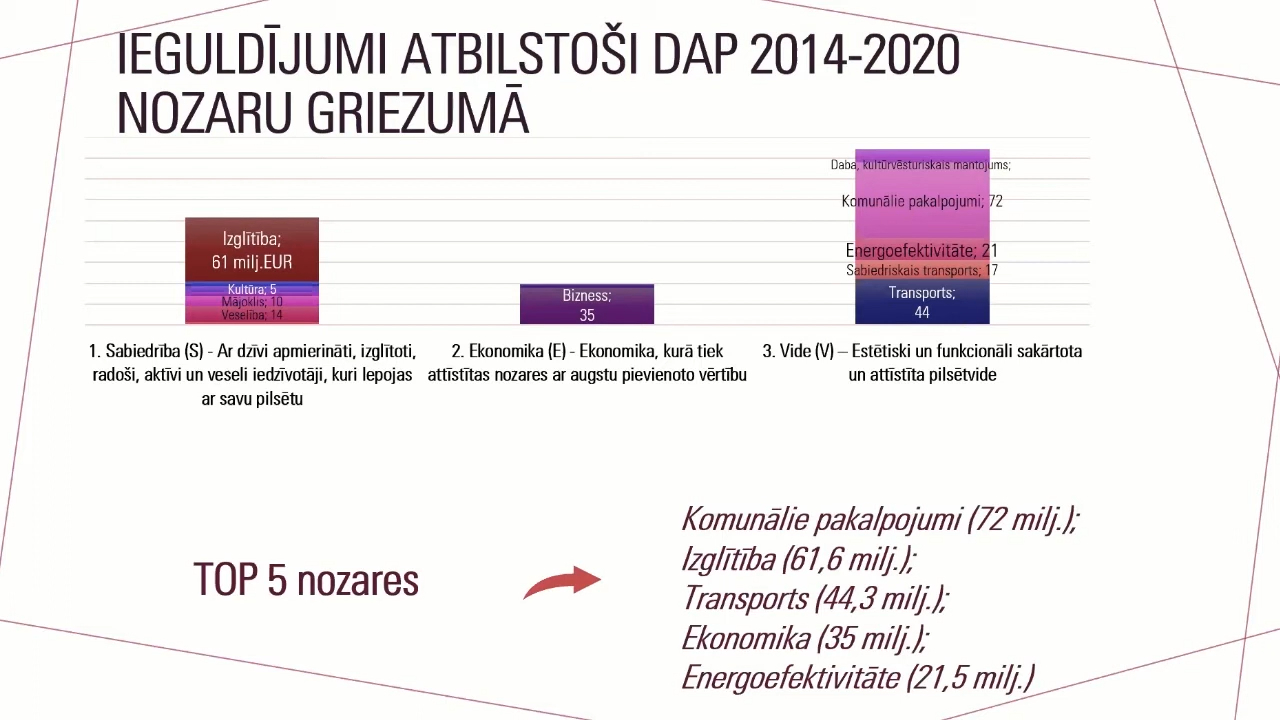 IEGULDĪJUMI ATBILSTOŠI DAP 2014-2020
NOZARU GRIEZUMĀ
Izglītība;
61 milj.EUR
Kultūra; 5
Mājoklis; 10
Veselība; 14
Bizness;
35
Daba, kultūrvēsturiskais mantojums;
Komunālie pakalpojumi; 72
Energoefektivitāte; 21
Sabiedriskais transports; 17
Transports;
44
1. Sabiedrība (S) - Ar dzīvi apmierināti, izglītoti,
radoši, aktīvi un veseli iedzīvotāji, kuri lepojas
ar savu pilsētu
2. Ekonomika (E) - Ekonomika, kurā tiek
attīstītas nozares ar augstu pievienoto vērtību
3. Vide (V) – Estētiski un funkcionāli sakārtota
un attīstīta pilsētvide
TOP 5 nozares
Komunālie pakalpojumi (72 milj.);
Izglītība (61,6 milj.);
Transports (44,3 milj.);
Ekonomika (35 milj.);
Energoefektivitāte (21,5 milj.)